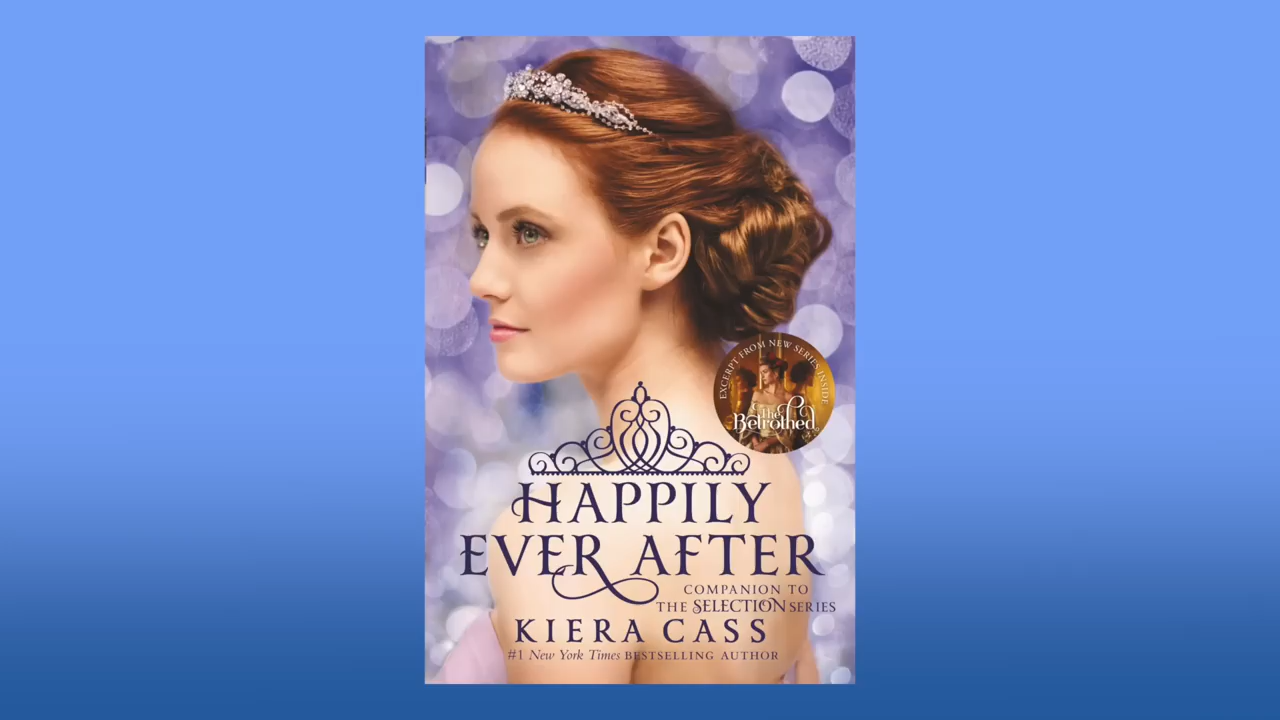 EXCERPT FROM NEW SERIES INSIDE
The
Betrothed
HAPPILY
EVER AFTER
COMPANION TO
THE SELECTION SERIES
KIERA CASS
#1 New York Times BESTSELLING AUTHOR